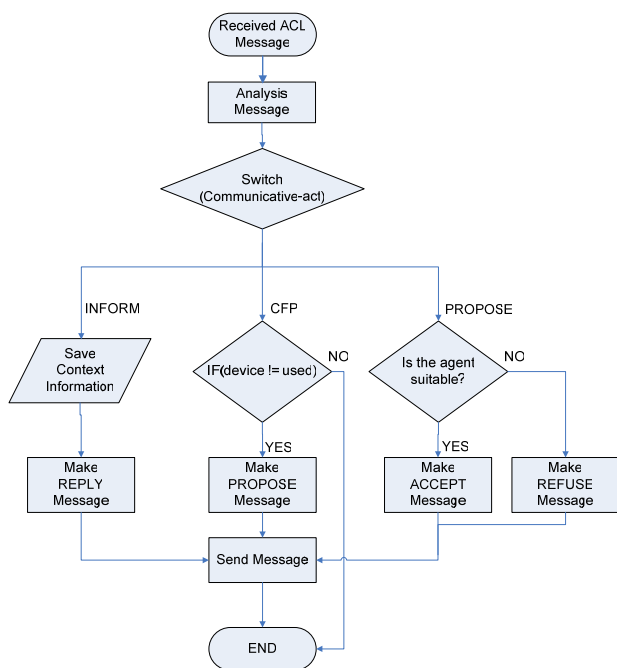 Received ACL
Message
Analysis
Message
Switch
(Communicative-act)
INFORM
CFP
PROPOSE
Save
Context
Information
IF(device != used)
NO
Is the agent
suitable?
NO
YES
YES
Make
REPLY
Message
Make
PROPOSE
Message
Make
ACCEPT
Message
Make
REFUSE
Message
Send Message
END